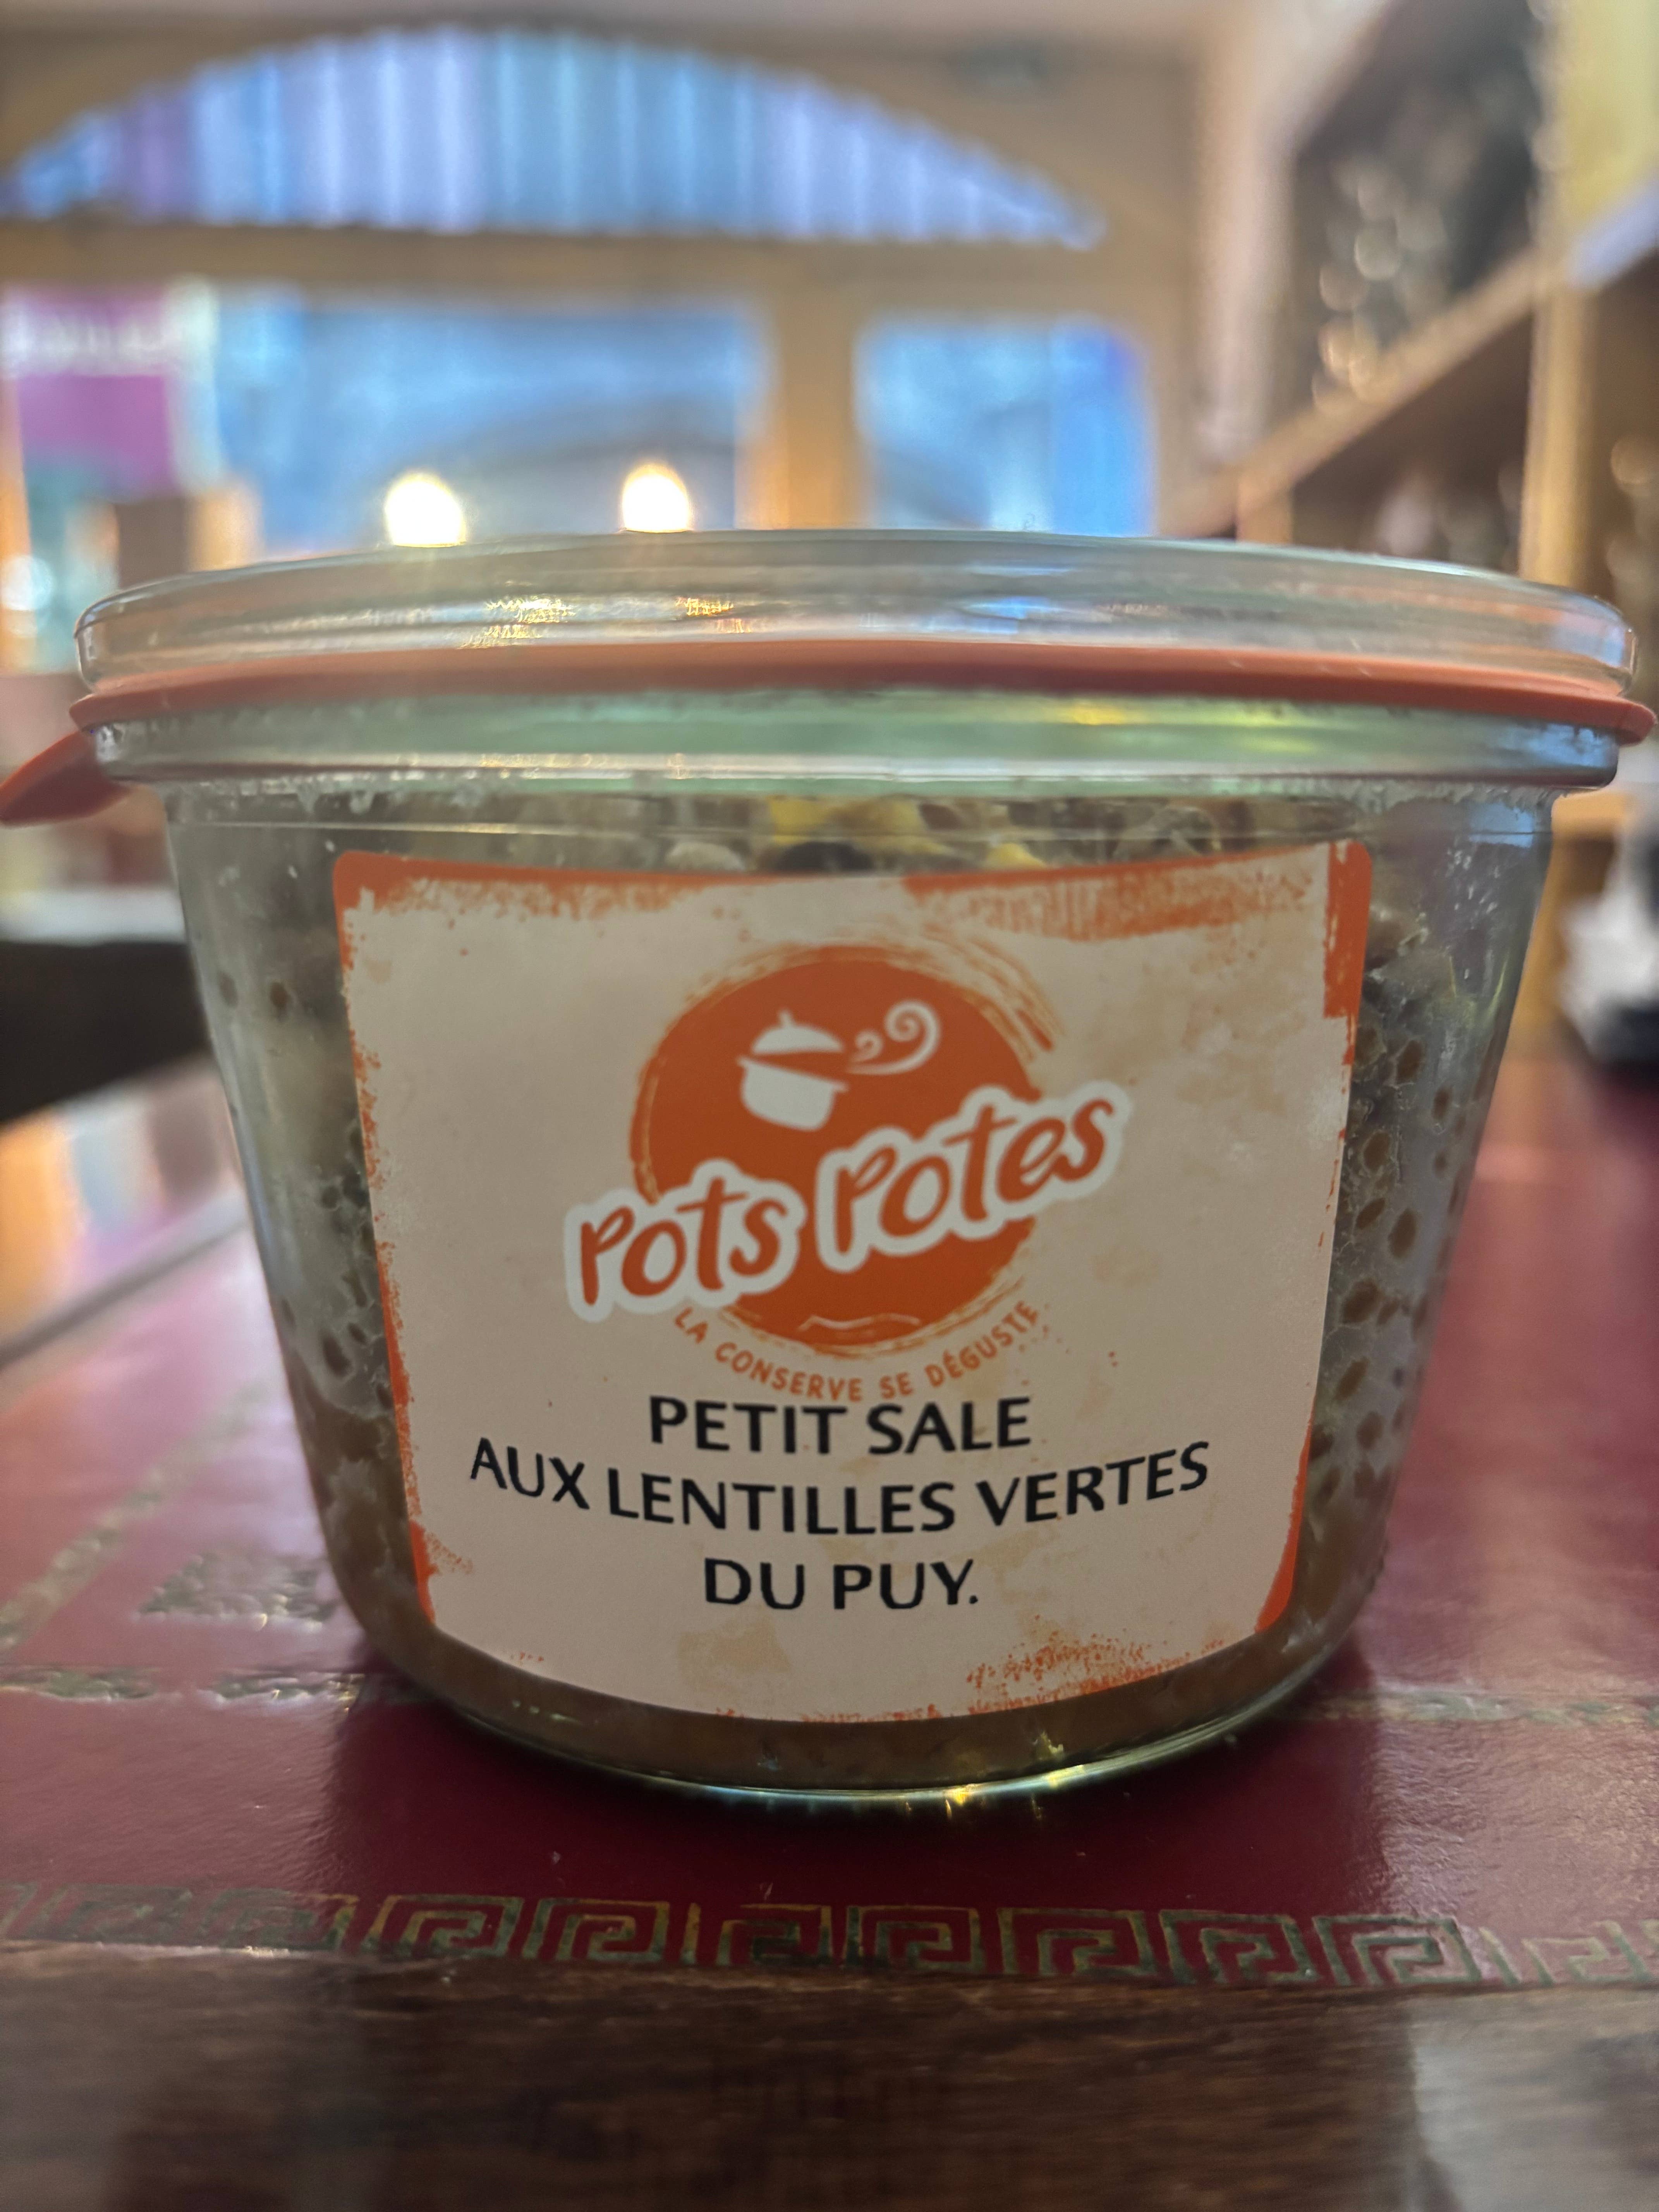 Pots Potes
LA CONSERVE SE DÉGUSTE
PETIT SALE
AUX LENTILLES VERTES
DU PUY.